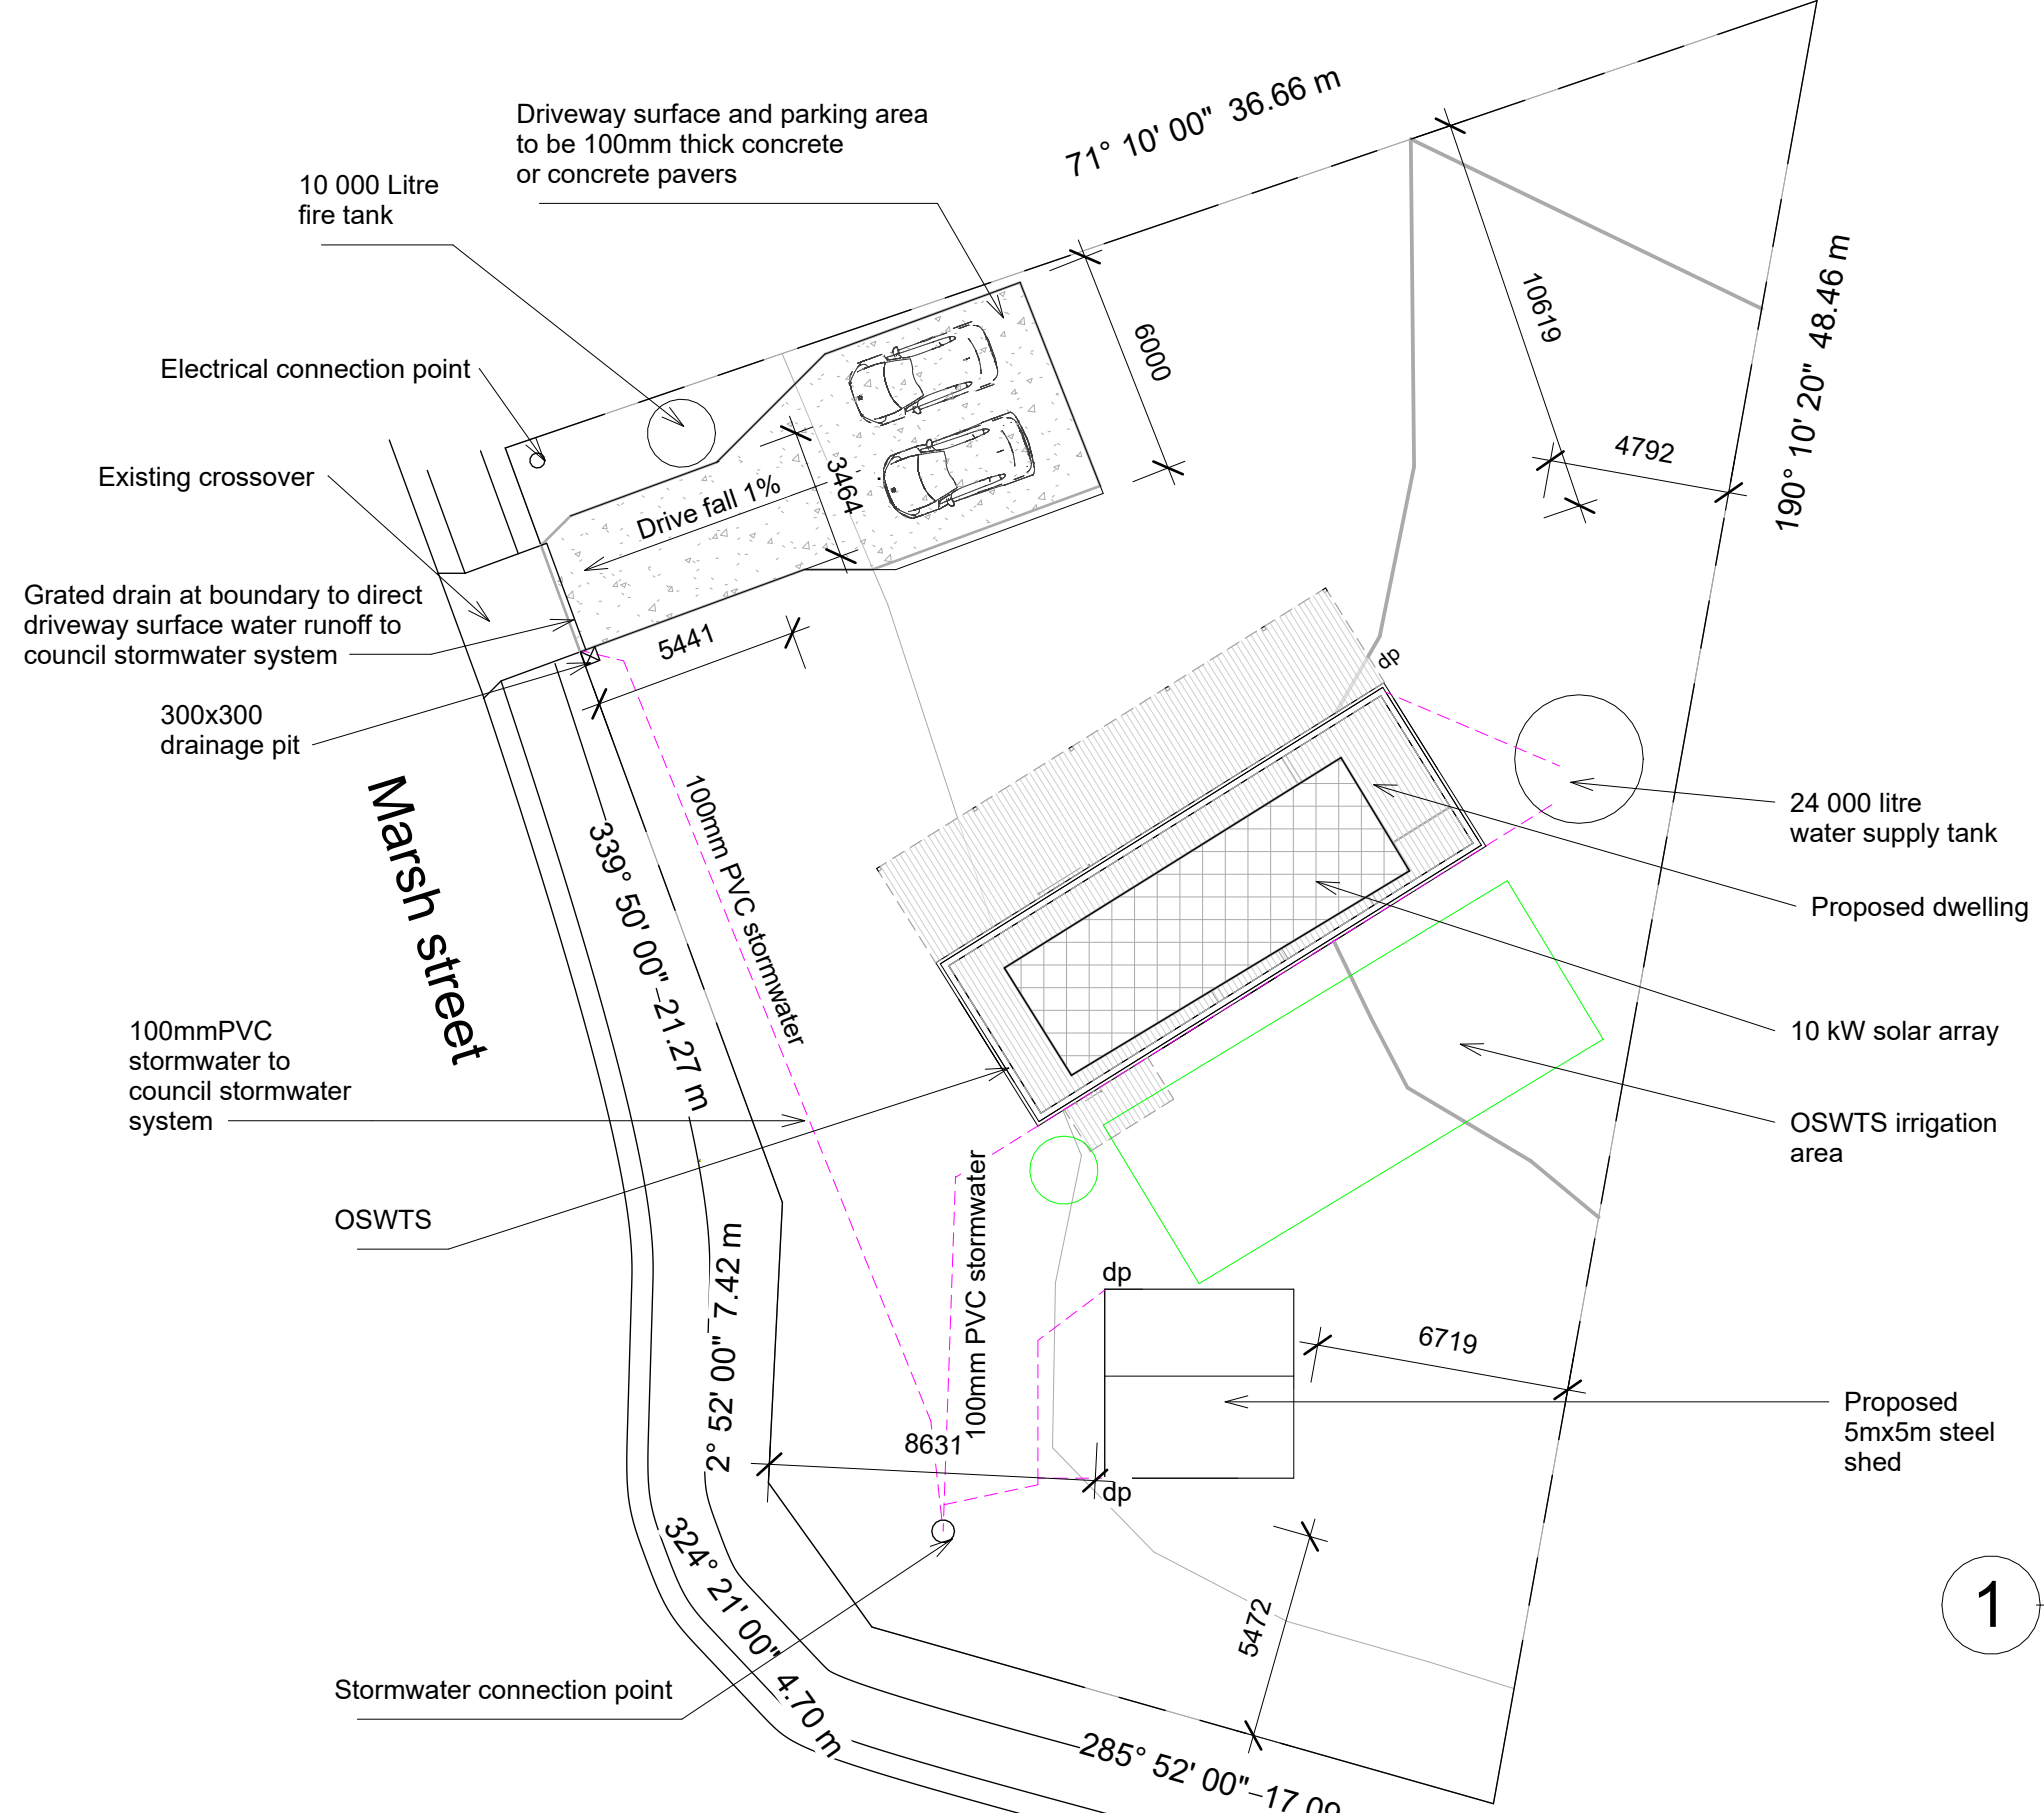 Driveway surface and parking area
to be 100mm thick concrete
or concrete pavers
71° 10' 00" 36.66 m
10 000 Litre
fire tank
Electrical connection point
Existing crossover
Drive fall 1%
3464
6000
10619
4792
190° 10' 20" 48.46 m
Grated drain at boundary to direct
driveway surface water runoff to
council stormwater system
5441
300x300
drainage pit
dp
Marsh street
339° 50' 00" 21.27 m
100mm PVC stormwater
24 000 litre
water supply tank
Proposed dwelling
10 kW solar array
100mmPVC
stormwater to
council stormwater
system
OSWTS irrigation
area
OSWTS
2° 52' 00" 7.42 m
100mm PVC stormwater
dp
6719
8631
Proposed
5mx5m steel
shed
dp
324° 21' 00" 4.70 m
5472
1
Stormwater connection point
285° 52' 00" 17.09